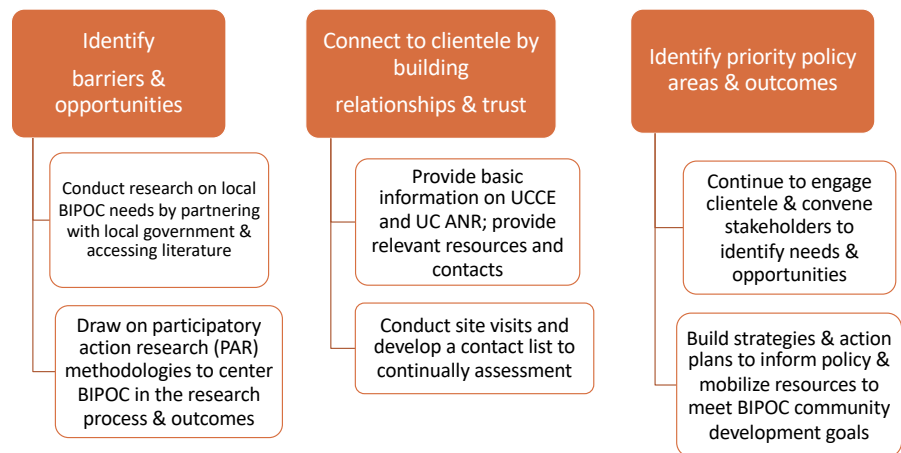 Identify
barriers &
opportunities
Conduct research on local
BIPOC needs by partnering
with local government &
accessing literature
Draw on participatory
action research (PAR)
methodologies to center
BIPOC in the research
process & outcomes
Connect to clientele by
building
relationships & trust
Provide basic
information on UCCE
and UC ANR; provide
relevant resources and
contacts
Conduct site visits and
develop a contact list to
continually assessment
Identify priority policy
areas & outcomes
Continue to engage
clientele & convene
stakeholders to
identify needs &
opportunities
Build strategies & action
plans to inform policy &
mobilize resources to
meet BIPOC community
development goals